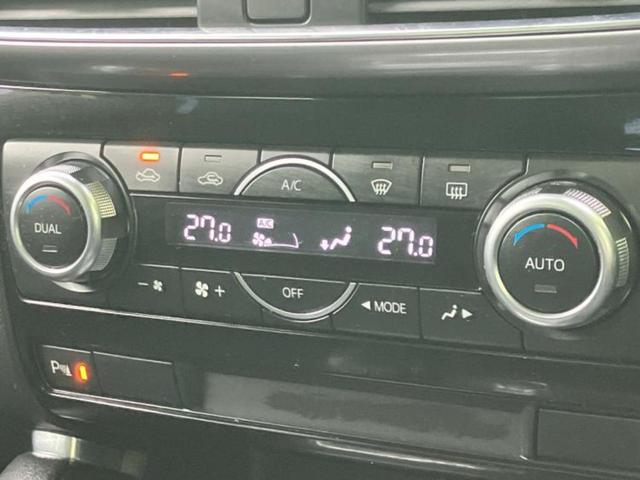 A/C
DUAL
27.0
A/C
27.0
AUTO
- +
OFF
◀ MODE
▶
P